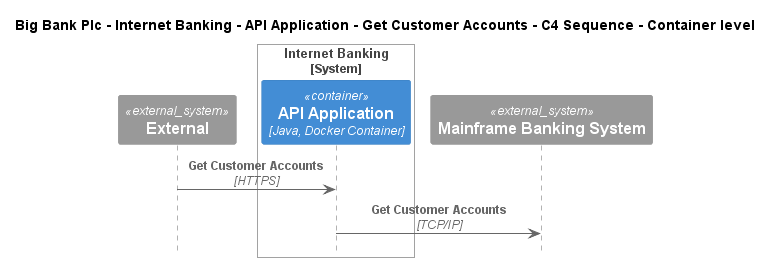 Big Bank Plc - Internet Banking - API Application - Get Customer Accounts - C4 Sequence - Container level
Internet Banking
[System]
«external_system»
External
«container»
API Application
[Java, Docker Container]
«external_system»
Mainframe Banking System
Get Customer Accounts
[HTTPS]
Get Customer Accounts
[TCP/IP]